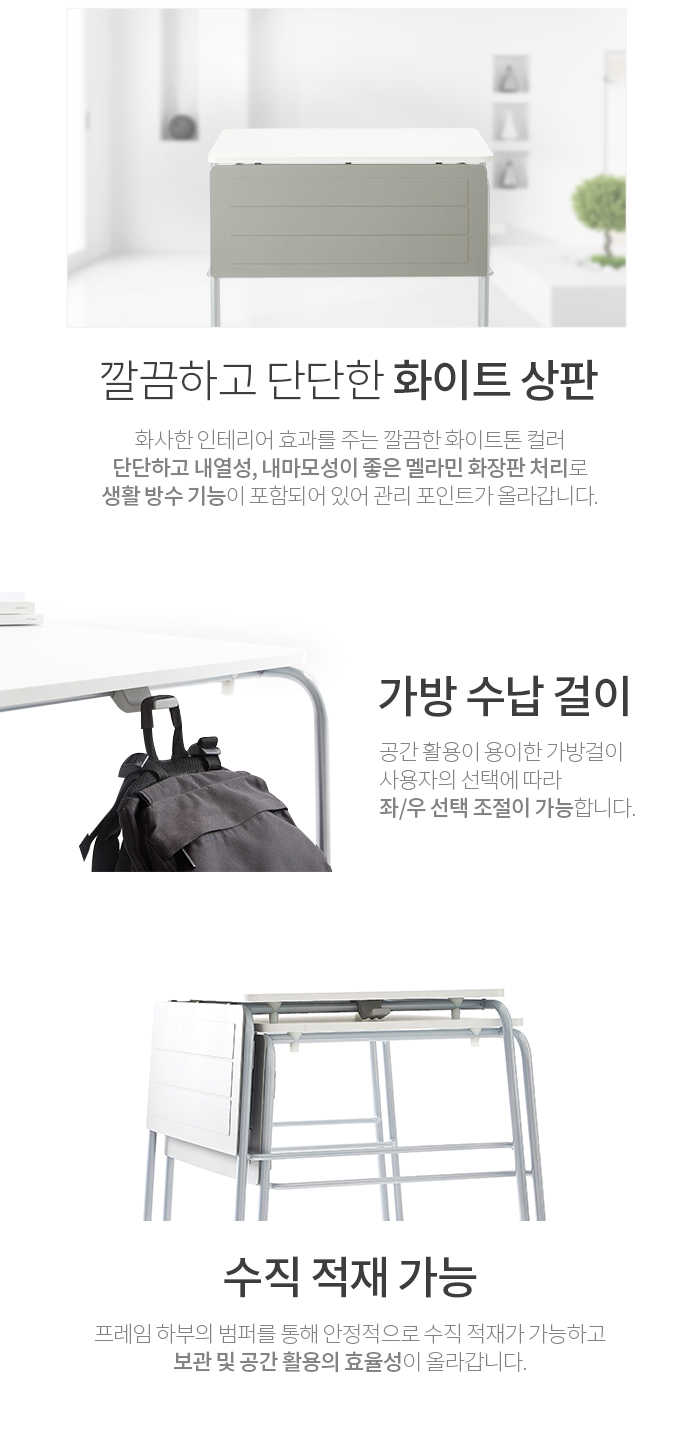 깔끔하고 단단한 화이트 상판
화사한 인테리어 효과를 주는 깔끔한 화이트톤 컬러
단단하고 내열성, 내마모성이 좋은 멜라민 화장판 처리로
생활 방수 기능이 포함되어 있어 관리 포인트가 올라갑니다.
가방 수납 걸이
공간 활용이 용이한 가방걸이
사용자의 선택에 따라
좌/우 선택 조절이 가능합니다.
수직 적재 가능
프레임 하부의 범퍼를 통해 안정적으로 수직 적재가 가능하고
보관 및 공간 활용의 효율성이 올라갑니다.